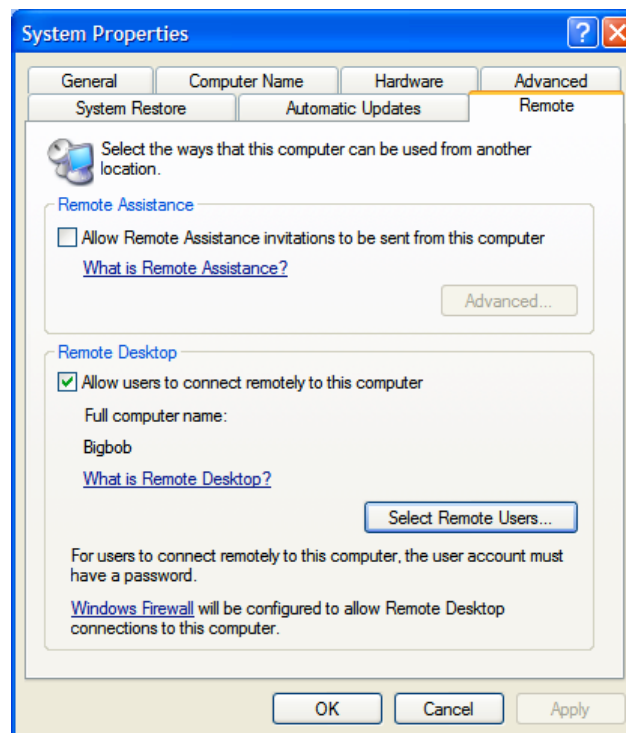 System Properties
General
Computer Name
Hardware
Advanced
System Restore
Automatic Updates
Remote
Select the ways that this computer can be used from another
location.
Remote Assistance
Allow Remote Assistance invitations to be sent from this computer
What is Remote Assistance?
Advanced...
Remote Desktop
Allow users to connect remotely to this computer
Full computer name:
Bigbob
What is Remote Desktop?
Select Remote Users...
For users to connect remotely to this computer, the user account must
have a password.
Windows Firewall will be configured to allow Remote Desktop
connections to this computer.
OK
Cancel
Apply